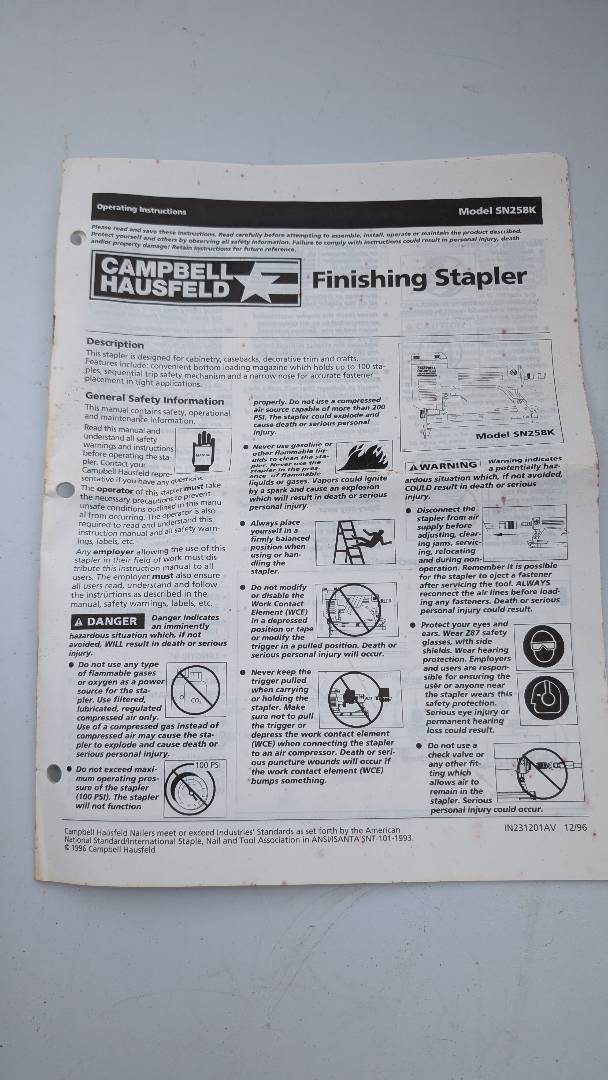 Operating Instructions
Model SN258K
Please read and save these instructions. Read carefully before attempting to assemble, install, operate or maintain the product described.
Protect yourself and others by observing all safety information. Failure to comply with instructions could result in personal injury, death
and/or property damage! Retain instructions for future reference.
CAMPBELL
HAUSFELD
Finishing Stapler
Description
This stapler is designed for cabinetry, casebacks, decorative trim and crafts.
Features include: convenient bottom loading magazine which holds up to 100 sta-
ples, sequential trip safety mechanism and a narrow nose for accurate fastener
placement in tight applications.
General Safety Information
This manual contains safety, operational
and maintenance information.
Read this manual and
understand all safety
warnings and instructions
before operating the sta-
pler. Contact your
Campbell Hausfeld repre-
sentative if you have any questions.
The operator of this stapler must take
the necessary precautions to prevent
unsafe conditions outlined in this manu
al from occurring. The operator is also
required to read and understand this
instruction manual and all safety warn-
ings, labels, etc.
Any employer allowing the use of this
stapler in their field of work must dis
tribute this instruction manual to all
users. The employer must also ensure
all users read, understand and follow
the instructions as described in the
manual, safety warnings, labels, etc.
DANGER
Danger indicates
an imminently
hazardous situation which, if not
avoided, WILL result in death or serious
injury.
● Do not use any type
of flammable gases
or oxygen as a power
source for the sta-
pler. Use filtered,
lubricated, regulated
compressed air only.
Use of a compressed gas instead of
compressed air may cause the sta-
pler to explode and cause death or
serious personal injury.
● Do not exceed maxi-
mum operating pres-
sure of the stapler
(100 PSI). The stapler
will not function
100 PSI
properly. Do not use a compressed
air source capable of more than 200
PSI. The stapler could explode and
cause death or serious personal
injury.
● Never use gasoline or
other flammable liq-
uids to clean the sta-
pler. Never use the
stapler in the pres-
ence of flammable
liquids or gases. Vapors could ignite
by a spark and cause an explosion
which will result in death or serious
personal injury.
● Always place
yourself in a
firmly balanced
position when
using or han-
dling the
stapler.
● Do not modify
or disable the
Work Contact
Element (WCE)
in a depressed
position or tape
or modify the
trigger in a pulled position. Death or
serious personal injury will occur.
● Never keep the
trigger pulled
when carrying
or holding the
stapler. Make
sure not to pull
the trigger or
depress the work contact element
(WCE) when connecting the stapler
to an air compressor. Death or seri-
ous puncture wounds will occur if
the work contact element (WCE)
bumps something.
Model SN258K
WARNING
Warning indicates
a potentially haz-
ardous situation which, if not avoided,
COULD result in death or serious
injury.
● Disconnect the
stapler from air
supply before
adjusting, clear-
ing jams, servic-
ing, relocating
and during non-
operation. Remember it is possible
for the stapler to eject a fastener
after servicing the tool. ALWAYS
reconnect the air lines before load-
ing any fasteners. Death or serious
personal injury could result.
● Protect your eyes and
ears. Wear Z87 safety
glasses, with side
shields. Wear hearing
protection. Employers
and users are respon-
sible for ensuring the
user or anyone near
the stapler wears this
safety protection.
Serious eye injury or
permanent hearing
loss could result.
● Do not use a
check valve or
any other fit-
ting which
allows air to
remain in the
stapler. Serious
personal injury could occur.
Campbell Hausfeld Nailers meet or exceed Industries' Standards as set forth by the American
National Standard/International Staple, Nail and Tool Association in ANSI/ISANTA SNT-101-1993.
© 1996 Campbell Hausfeld
IN231201AV 12/96